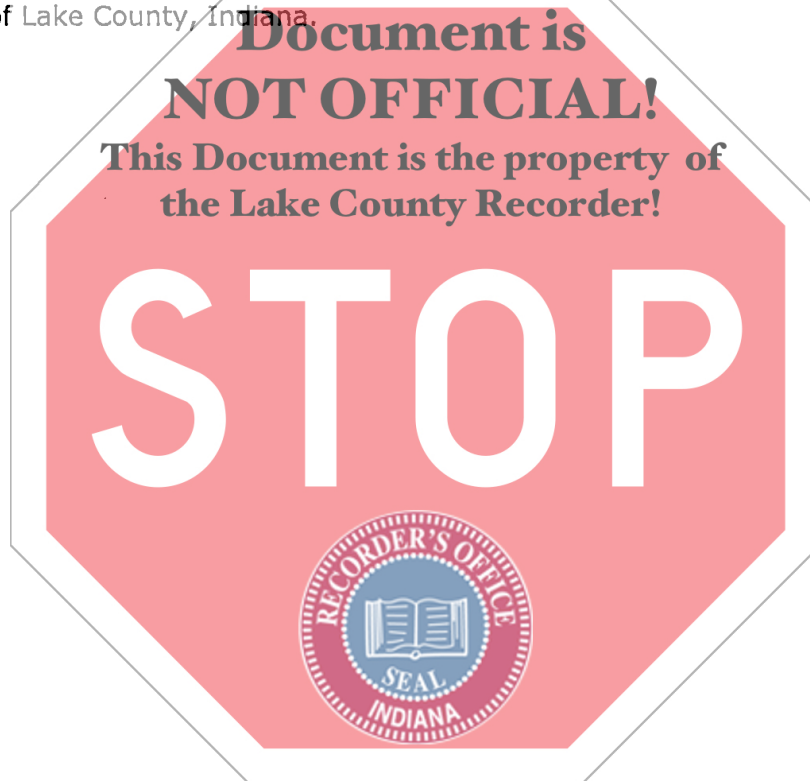 of Lake County, Indiana.
Document is
NOT OFFICIAL!
This Document is the property of
the Lake County Recorder!
STOP
RECORDER'S OFFICE
SEAL
INDIANA